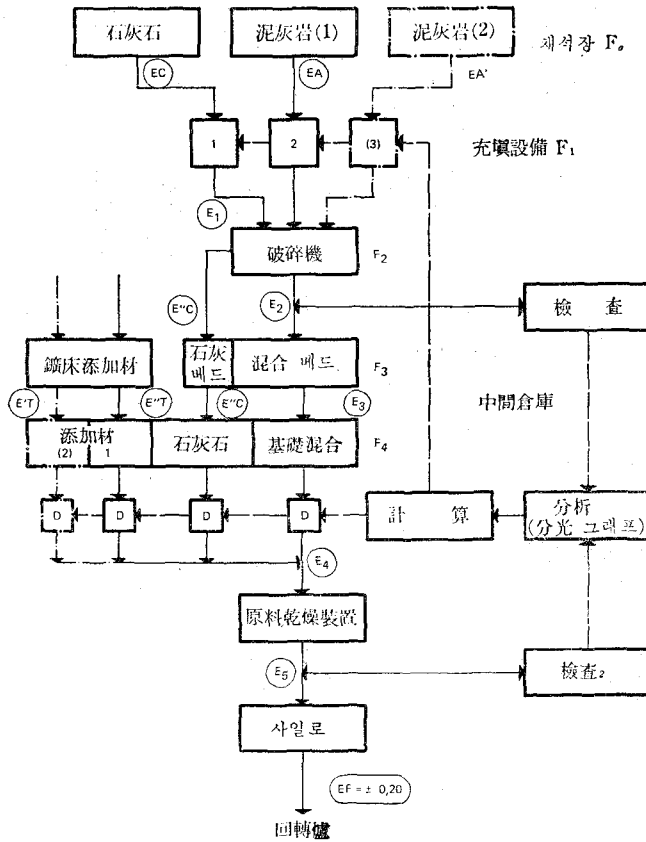 石灰石 泥灰岩(1) 泥灰岩(2) 채석장 F₀
EC EA EA'
1 2 (3) 充塡設備 F₁
E₁
破碎機 F₂
E"C E₂ 檢 査
鑛床添加材 石灰 베드 混合 베드 F₃
中間倉庫
E'T E"T E"C E₃
添加材 (2) 1 石灰石 基礎混合 F₄
D D D D 計 算 分析 (分光 그래프)
E₄
原料乾燥裝置
E₅ 檢査₂
사일로
EF = ± 0,20
回轉爐